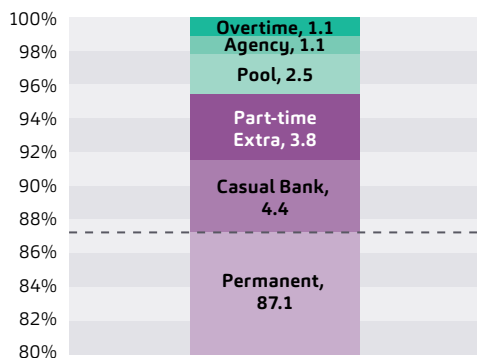 100%
98%
96%
94%
92%
90%
88%
86%
84%
82%
80%
Overtime, 1.1
Agency, 1.1
Pool, 2.5
Part-time
Extra, 3.8
Casual Bank,
4.4
Permanent,
87.1